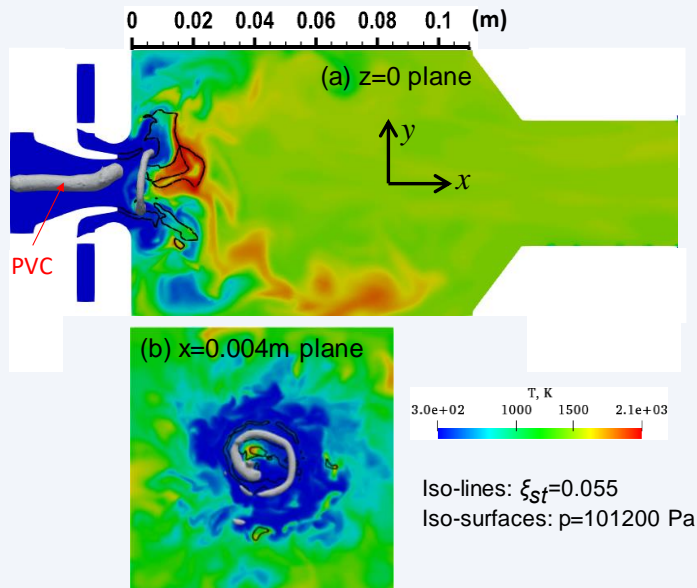 0 0.02 0.04 0.06 0.08 0.1 (m)
(a) z=0 plane
y
x
PVC
(b) x=0.004m plane
T, K
3.0e+02 1000 1500 2.1e+03
Iso-lines: ξst=0.055
Iso-surfaces: p=101200 Pa